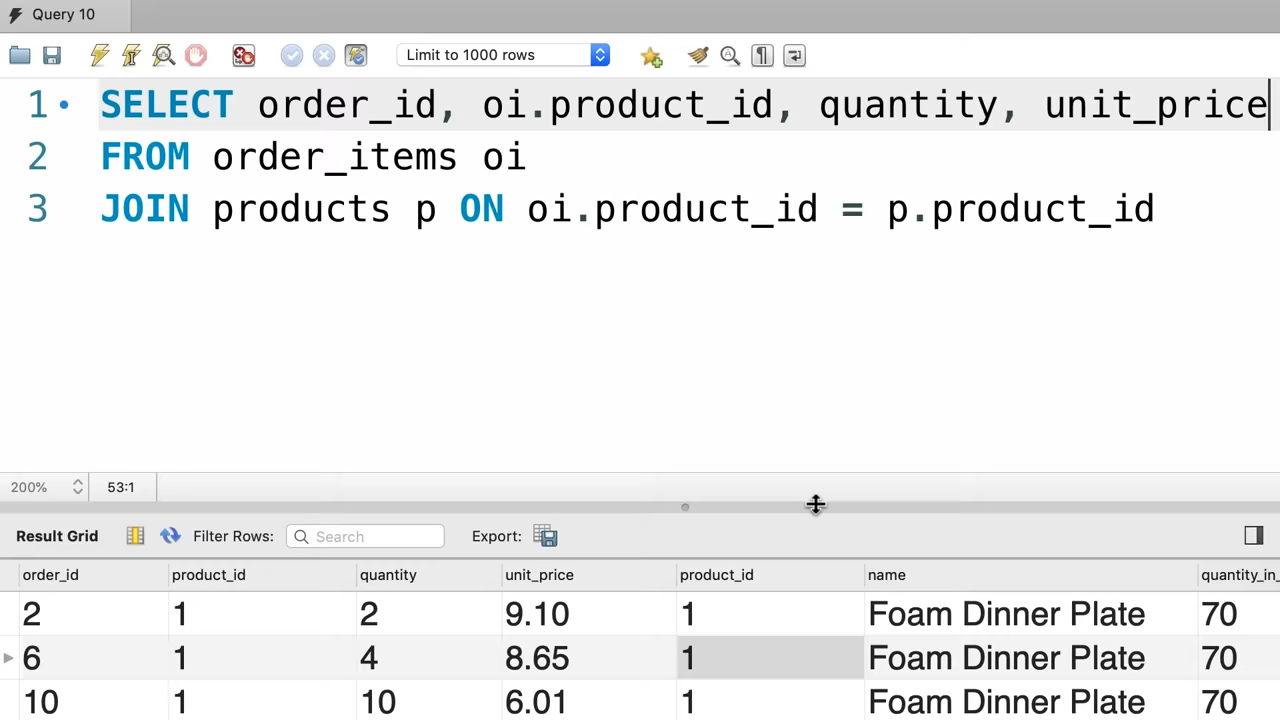 Query 10
Limit to 1000 rows
1 SELECT order_id, oi.product_id, quantity, unit_price
2 FROM order_items oi
3 JOIN products p ON oi.product_id = p.product_id
200% 53:1
Result Grid Filter Rows: Search Export:
order_id product_id quantity unit_price product_id name quantity_in_
2 1 2 9.10 1 Foam Dinner Plate 70
6 1 4 8.65 1 Foam Dinner Plate 70
10 1 10 6.01 1 Foam Dinner Plate 70